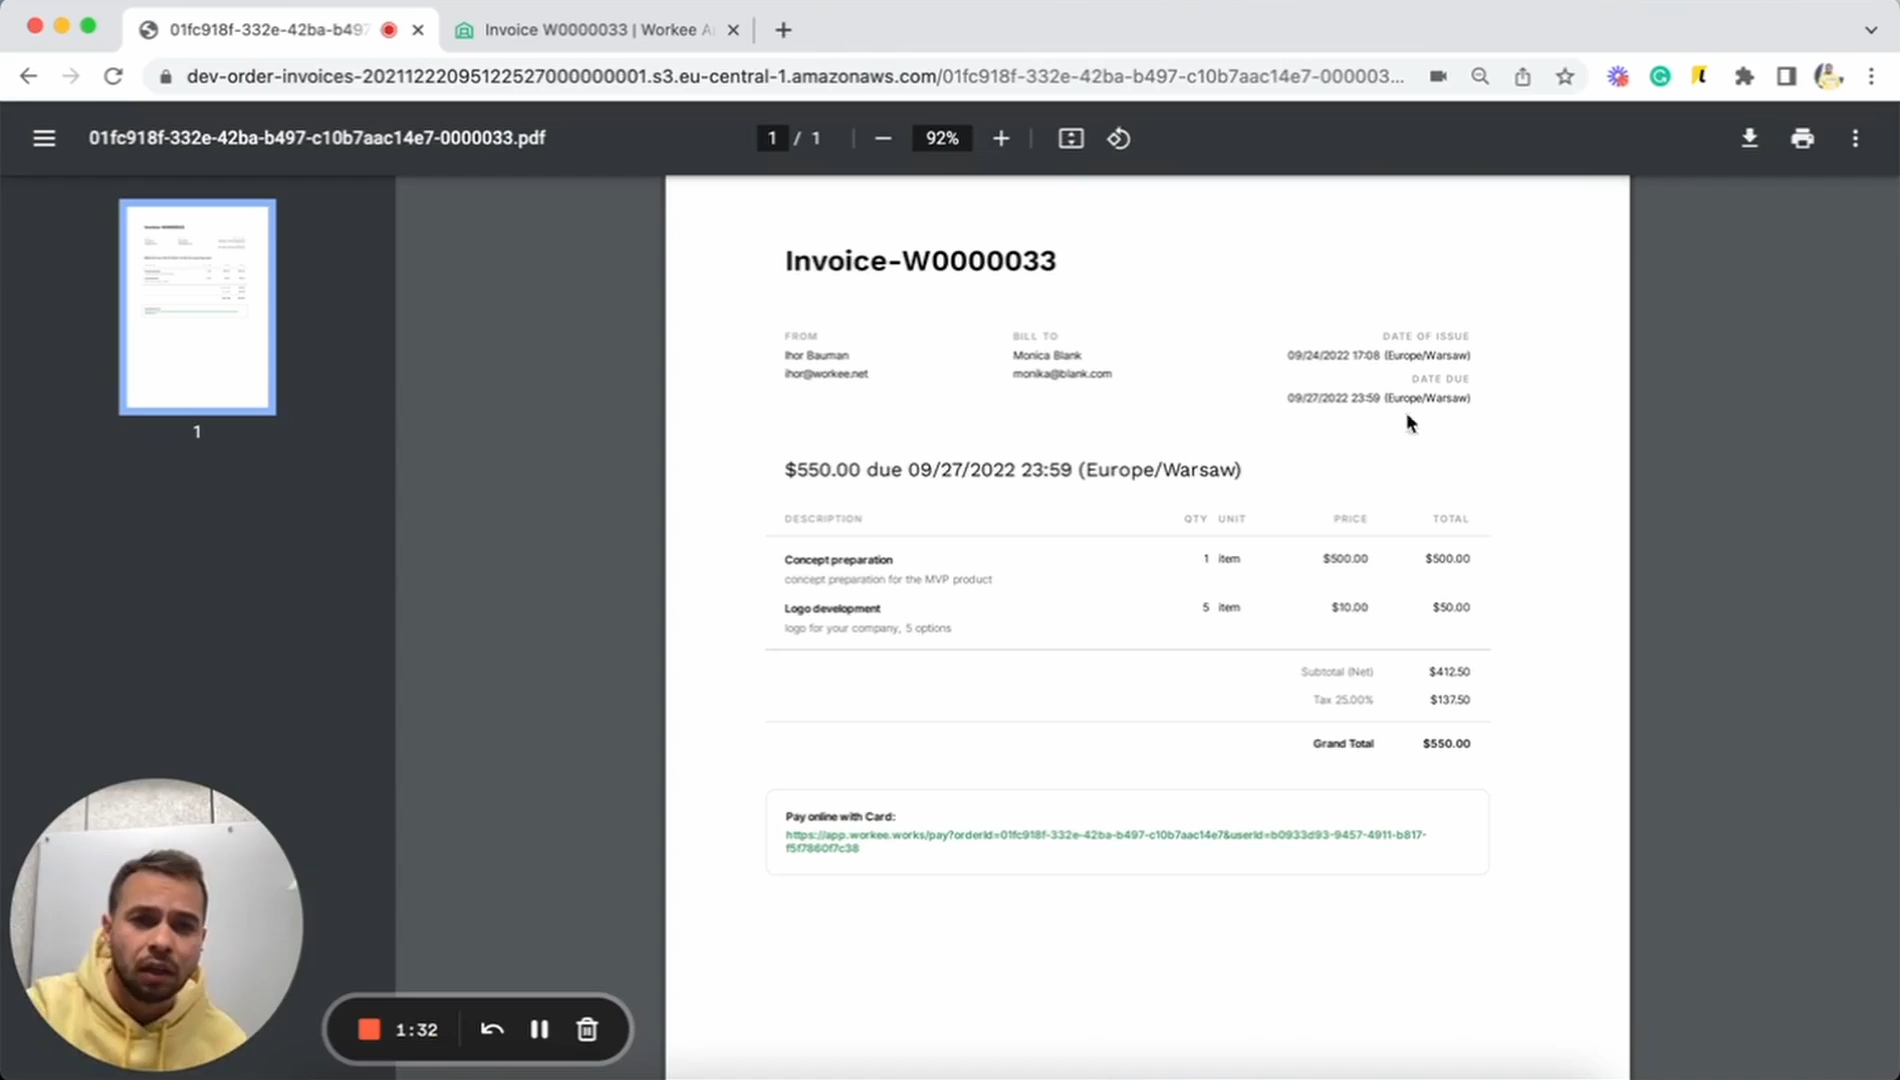 01fc918f-332e-42ba-b497
Invoice W0000033 | Workee A
dev-order-invoices-20211222095122527000000001.s3.eu-central-1.amazonaws.com/01fc918f-332e-42ba-b497-c10b7aac14e7-000003...
01fc918f-332e-42ba-b497-c10b7aac14e7-0000033.pdf
1 / 1
92%
1
Invoice-W0000033
FROM BILL TO DATE OF ISSUE
Ihor Bauman Monica Blank 09/24/2022 17:08 (Europe/Warsaw)
ihor@workee.net monika@blank.com
DATE DUE
09/27/2022 23:59 (Europe/Warsaw)
$550.00 due 09/27/2022 23:59 (Europe/Warsaw)
DESCRIPTION QTY UNIT PRICE TOTAL
Concept preparation 1 item $500.00 $500.00
concept preparation for the MVP product
Logo development 5 item $10.00 $50.00
logo for your company, 5 options
Subtotal (Net) $412.50
Tax 25.00% $137.50
Grand Total $550.00
Pay online with Card:
https://app.workee.works/pay?orderId=01fc918f-332e-42ba-b497-c10b7aac14e7&userId=b0933d93-9457-4911-b817-
f5f7860f7c38
1:32